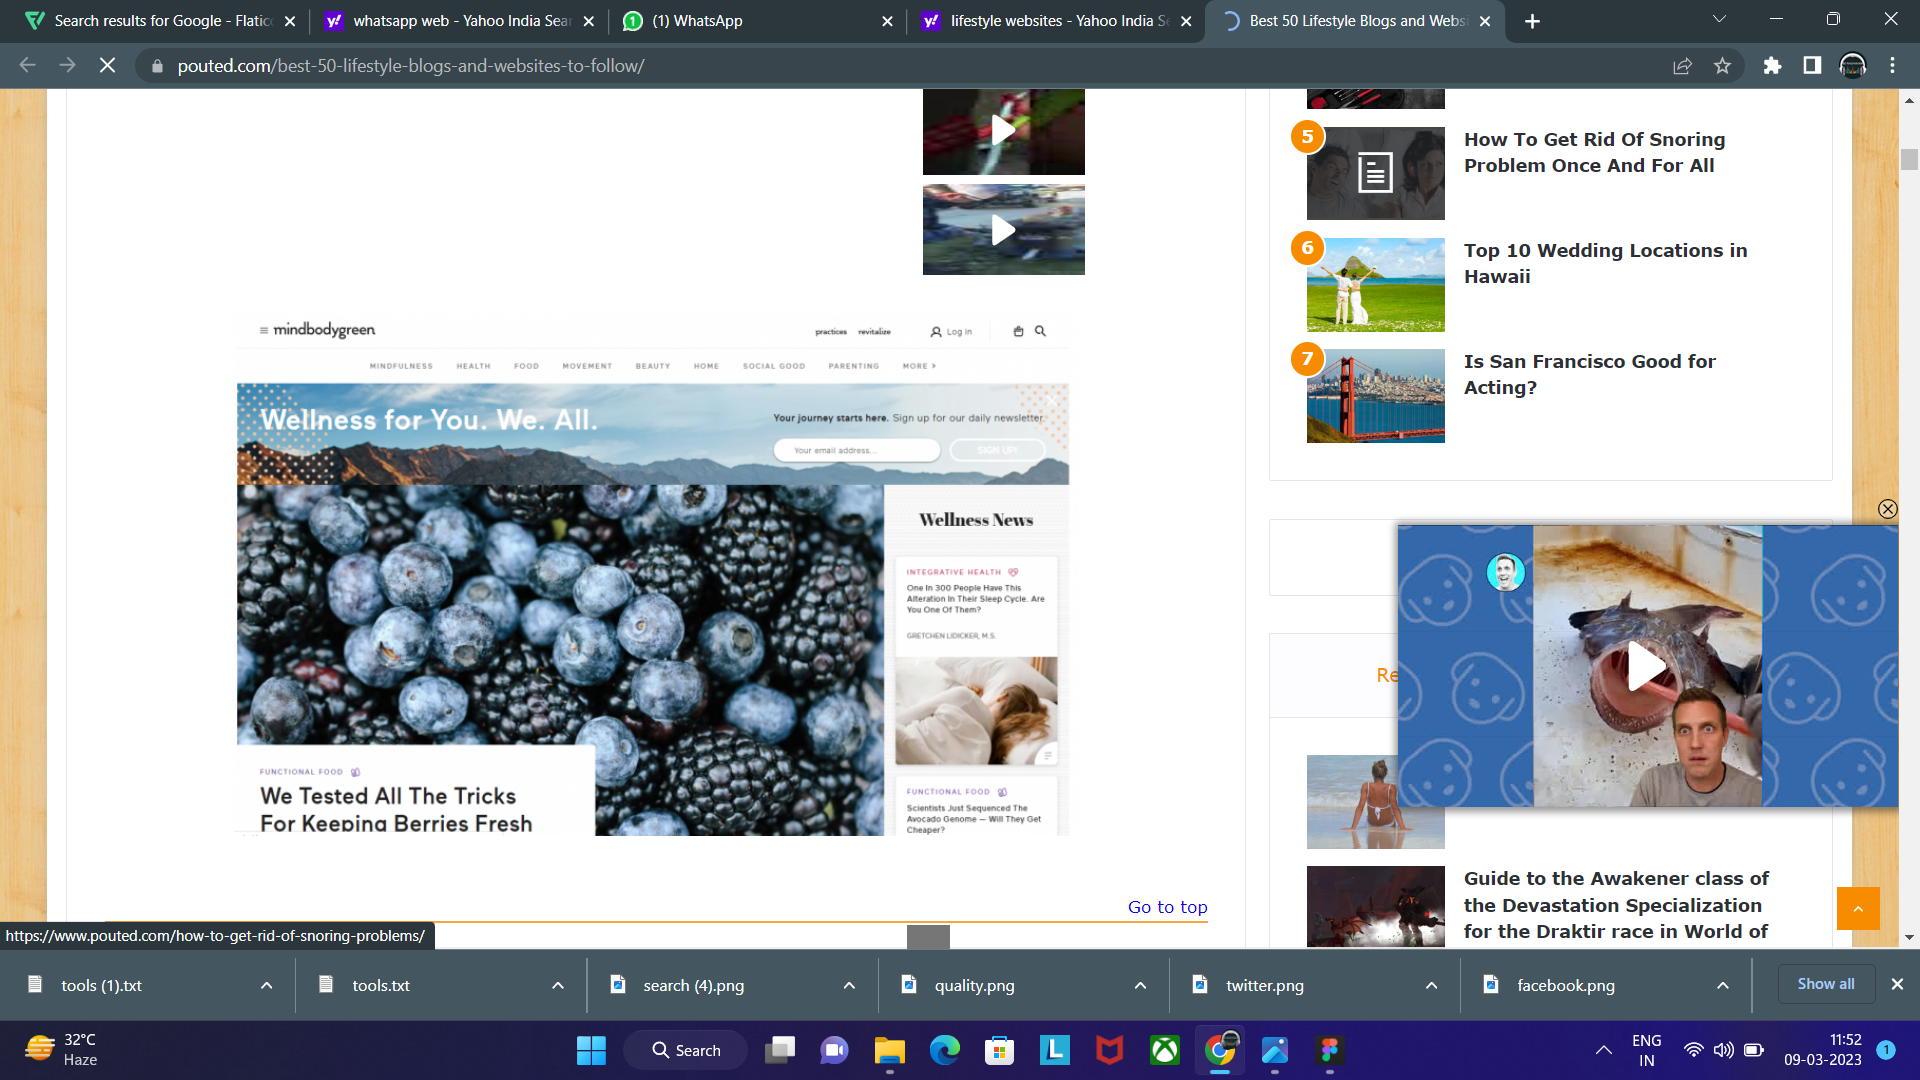 Search results for Google - Flatic
whatsapp web - Yahoo India Sear
(1) WhatsApp
lifestyle websites - Yahoo India Se
Best 50 Lifestyle Blogs and Websi
pouted.com/best-50-lifestyle-blogs-and-websites-to-follow/
5
How To Get Rid Of Snoring
Problem Once And For All
6
Top 10 Wedding Locations in
Hawaii
7
Is San Francisco Good for
Acting?
mindbodygreen
practices revitalize Log in
MINDFULNESS HEALTH FOOD MOVEMENT BEAUTY HOME SOCIAL GOOD PARENTING MORE
Wellness for You. We. All.
Your journey starts here. Sign up for our daily newsletter.
Your email address...
SIGN UP!
Wellness News
INTEGRATIVE HEALTH
One In 300 People Have This
Alteration In Their Sleep Cycle. Are
You One Of Them?
GRETCHEN LIDICKER, M.S.
FUNCTIONAL FOOD
We Tested All The Tricks
For Keeping Berries Fresh
FUNCTIONAL FOOD
Scientists Just Sequenced The
Avocado Genome — Will They Get
Cheaper?
Re
Go to top
Guide to the Awakener class of
the Devastation Specialization
for the Draktir race in World of
https://www.pouted.com/how-to-get-rid-of-snoring-problems/
tools (1).txt
tools.txt
search (4).png
quality.png
twitter.png
facebook.png
Show all
32°C
Haze
Search
ENG
IN
11:52
09-03-2023
1